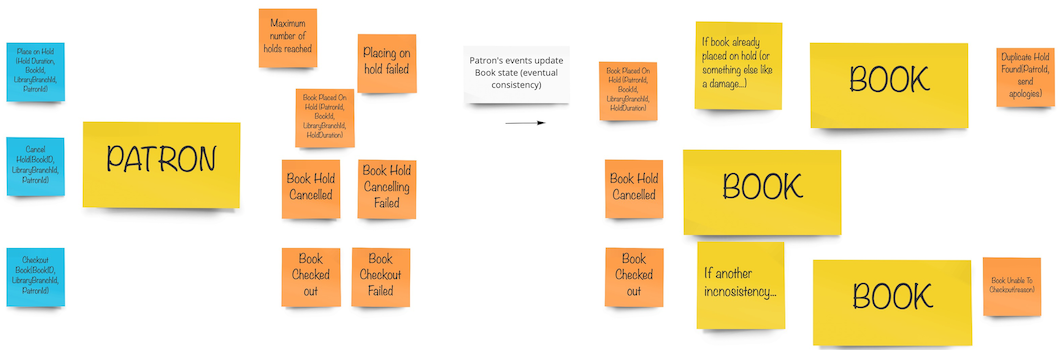 Place on Hold
(Hold Duration,
BookId,
LibraryBranchId,
PatronId)
Cancel
Hold(BookID,
LibraryBranchId,
PatronId)
Checkout
Book(BookID,
LibraryBranchId,
PatronId)
PATRON
Maximum
number of
holds reached
Placing on
hold failed
Book Placed On
Hold (PatronId,
BookId,
LibraryBranchId,
HoldDuration)
Book Hold
Cancelled
Book Hold
Cancelling
Failed
Book
Checked
out
Book
Checkout
Failed
Patron's events update
Book state (eventual
consistency)
Book Placed On
Hold (PatronId,
BookId,
LibraryBranchId,
HoldDuration)
If book already
placed on hold (or
something else like
a damage...)
BOOK
Duplicate Hold
Found(PatroId,
send
apologies)
Book Hold
Cancelled
BOOK
Book
Checked
out
If another
incnosistency...
BOOK
Book Unable To
Checkout(reason)